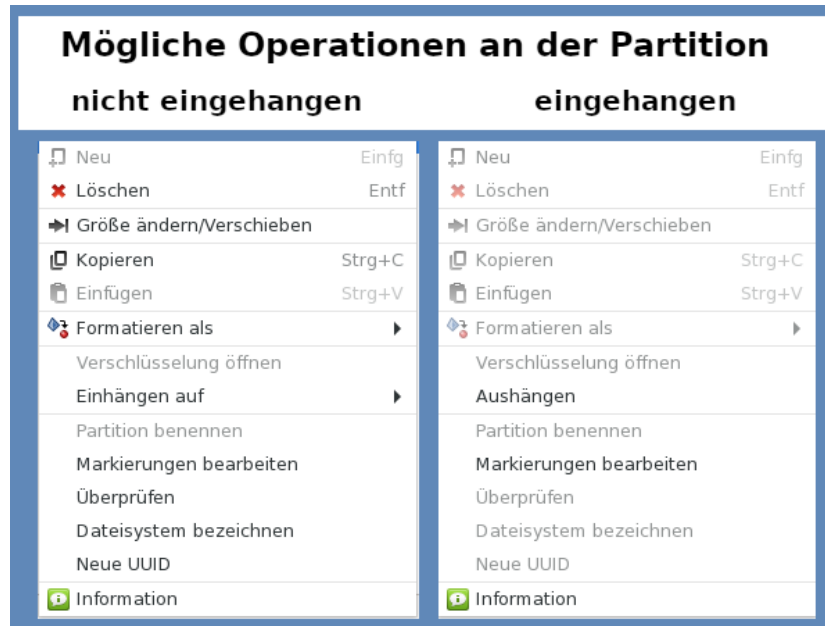 Mögliche Operationen an der Partition
nicht eingehangen
eingehangen
Neu Einfg
Löschen Entf
Größe ändern/Verschieben
Kopieren Strg+C
Einfügen Strg+V
Formatieren als
Verschlüsselung öffnen
Einhängen auf
Partition benennen
Markierungen bearbeiten
Überprüfen
Dateisystem bezeichnen
Neue UUID
Information
Neu Einfg
Löschen Entf
Größe ändern/Verschieben
Kopieren Strg+C
Einfügen Strg+V
Formatieren als
Verschlüsselung öffnen
Aushängen
Partition benennen
Markierungen bearbeiten
Überprüfen
Dateisystem bezeichnen
Neue UUID
Information